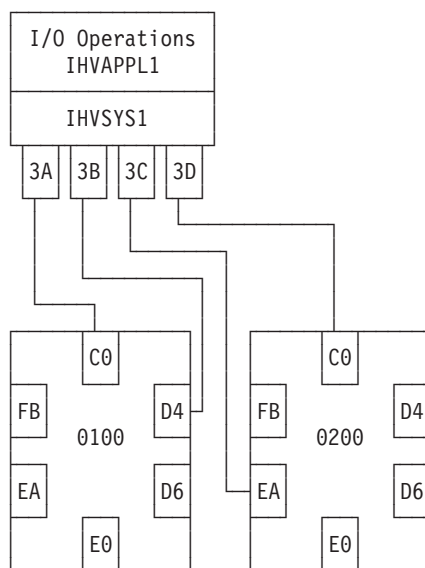 I/O Operations
IHVAPPL1
IHVSYS1
3A 3B 3C 3D
C0 C0
FB D4 FB D4
0100 0200
EA D6 EA D6
E0 E0